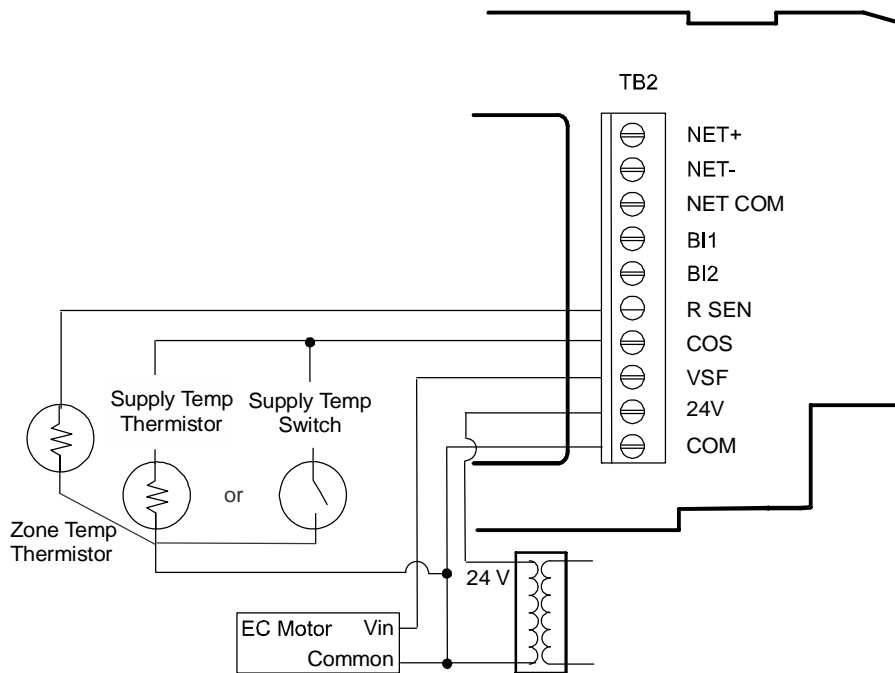 TB2
NET+
NET-
NET COM
BI1
BI2
R SEN
COS
VSF
24V
COM
Supply Temp
Thermistor
Supply Temp
Switch
or
Zone Temp
Thermistor
24 V
EC Motor Vin
Common